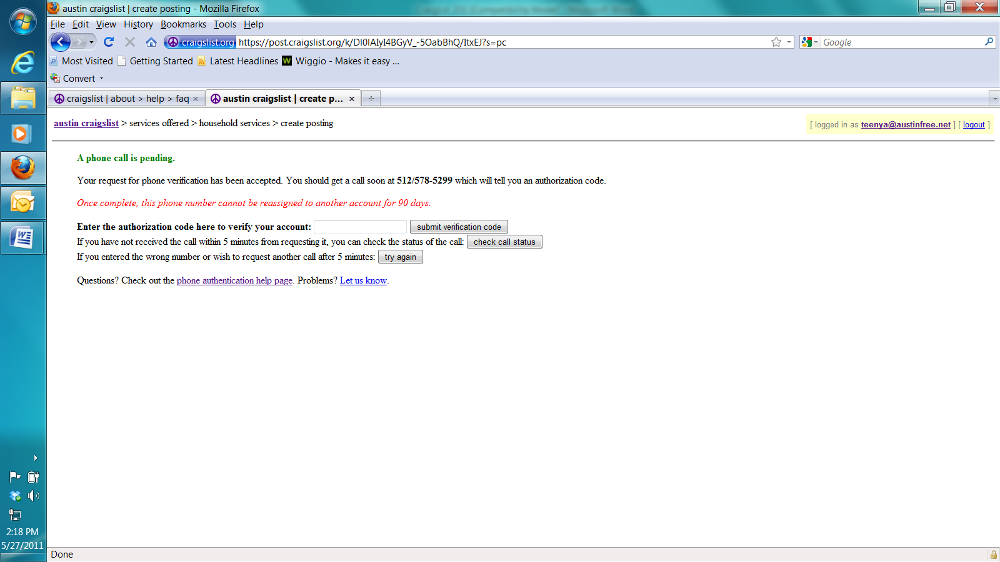 austin craigslist | create posting - Mozilla Firefox
File Edit View History Bookmarks Tools Help
craigslist.org https://post.craigslist.org/k/DI0IAIyI4BGyV_-5OabBhQ/ItxEJ?s=pc Google
Most Visited Getting Started Latest Headlines W Wiggio - Makes it easy ...
Convert
craigslist | about > help > faq austin craigslist | create p...
austin craigslist > services offered > household services > create posting [ logged in as teenya@austinfree.net ] [ logout ]
A phone call is pending.
Your request for phone verification has been accepted. You should get a call soon at 512/578-5299 which will tell you an authorization code.
Once complete, this phone number cannot be reassigned to another account for 90 days.
Enter the authorization code here to verify your account: submit verification code
If you have not received the call within 5 minutes from requesting it, you can check the status of the call: check call status
If you entered the wrong number or wish to request another call after 5 minutes: try again
Questions? Check out the phone authentication help page. Problems? Let us know.
2:18 PM
5/27/2011
Done